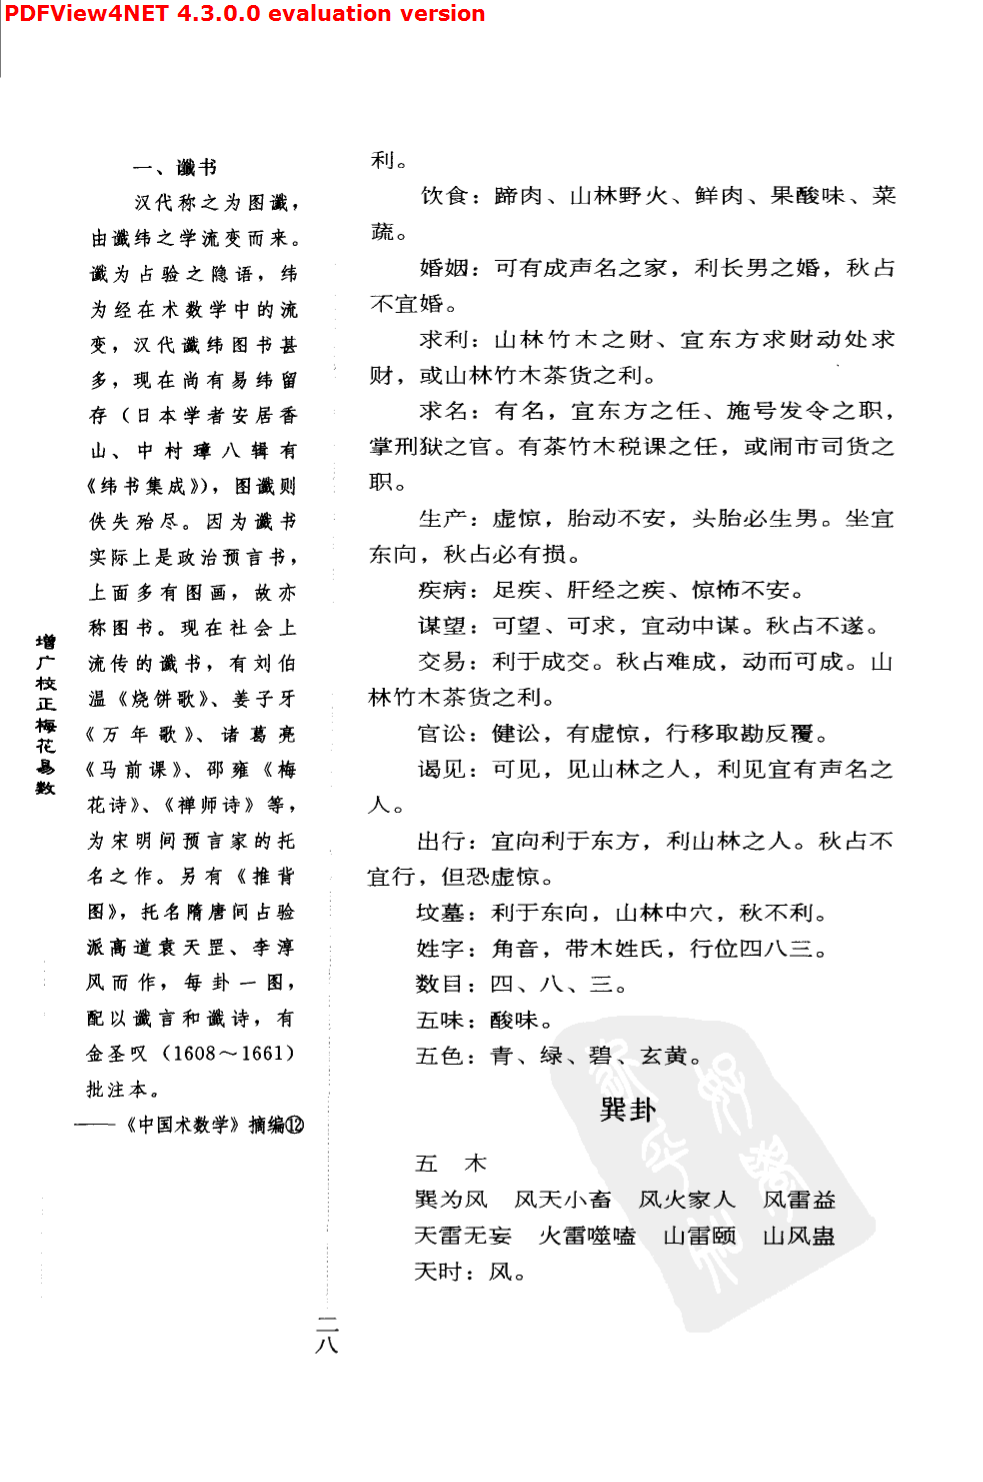 PDFView4NET 4.3.0.0 evaluation version
一、谶书
汉代称之为图谶，
由谶纬之学流变而来。
谶为占验之隐语，纬
为经在术数学中的流
变，汉代谶纬图书甚
多，现在尚有易纬留
存（日本学者安居香
山、中村璋八辑有
《纬书集成》），图谶则
佚失殆尽。因为谶书
实际上是政治预言书，
上面多有图画，故亦
称图书。现在社会上
流传的谶书，有刘伯
温《烧饼歌》、姜子牙
《万年歌》、诸葛亮
《马前课》、邵雍《梅
花诗》、《禅师诗》等，
为宋明间预言家的托
名之作。另有《推背
图》，托名隋唐间占验
派高道袁天罡、李淳
风而作，每卦一图，
配以谶言和谶诗，有
金圣叹（1608～1661）
批注本。
——《中国术数学》摘编⑫
增广校正梅花易数
利。
饮食：蹄肉、山林野火、鲜肉、果酸味、菜
蔬。
婚姻：可有成声名之家，利长男之婚，秋占
不宜婚。
求利：山林竹木之财、宜东方求财动处求
财，或山林竹木茶货之利。
求名：有名，宜东方之任、施号发令之职，
掌刑狱之官。有茶竹木税课之任，或闹市司货之
职。
生产：虚惊，胎动不安，头胎必生男。坐宜
东向，秋占必有损。
疾病：足疾、肝经之疾、惊怖不安。
谋望：可望、可求，宜动中谋。秋占不遂。
交易：利于成交。秋占难成，动而可成。山
林竹木茶货之利。
官讼：健讼，有虚惊，行移取勘反覆。
谒见：可见，见山林之人，利见宜有声名之
人。
出行：宜向利于东方，利山林之人。秋占不
宜行，但恐虚惊。
坟墓：利于东向，山林中穴，秋不利。
姓字：角音，带木姓氏，行位四八三。
数目：四、八、三。
五味：酸味。
五色：青、绿、碧、玄黄。
巽卦
五 木
巽为风 风天小畜 风火家人 风雷益
天雷无妄 火雷噬嗑 山雷颐 山风蛊
天时：风。
二八